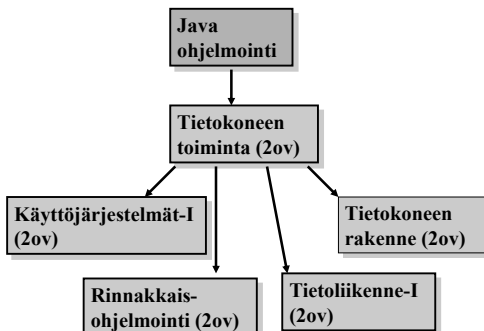 Java
ohjelmointi
Tietokoneen
toiminta (2ov)
Käyttöjärjestelmät-I
(2ov)
Tietokoneen
rakenne (2ov)
Rinnakkais-
ohjelmointi (2ov)
Tietoliikenne-I
(2ov)